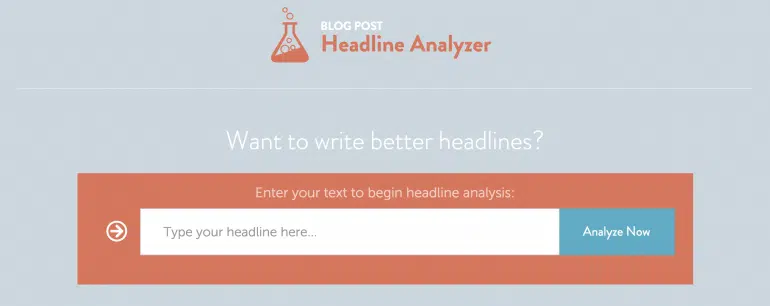 BLOG POST
Headline Analyzer
Want to write better headlines?
Enter your text to begin headline analysis:
Type your headline here...
Analyze Now